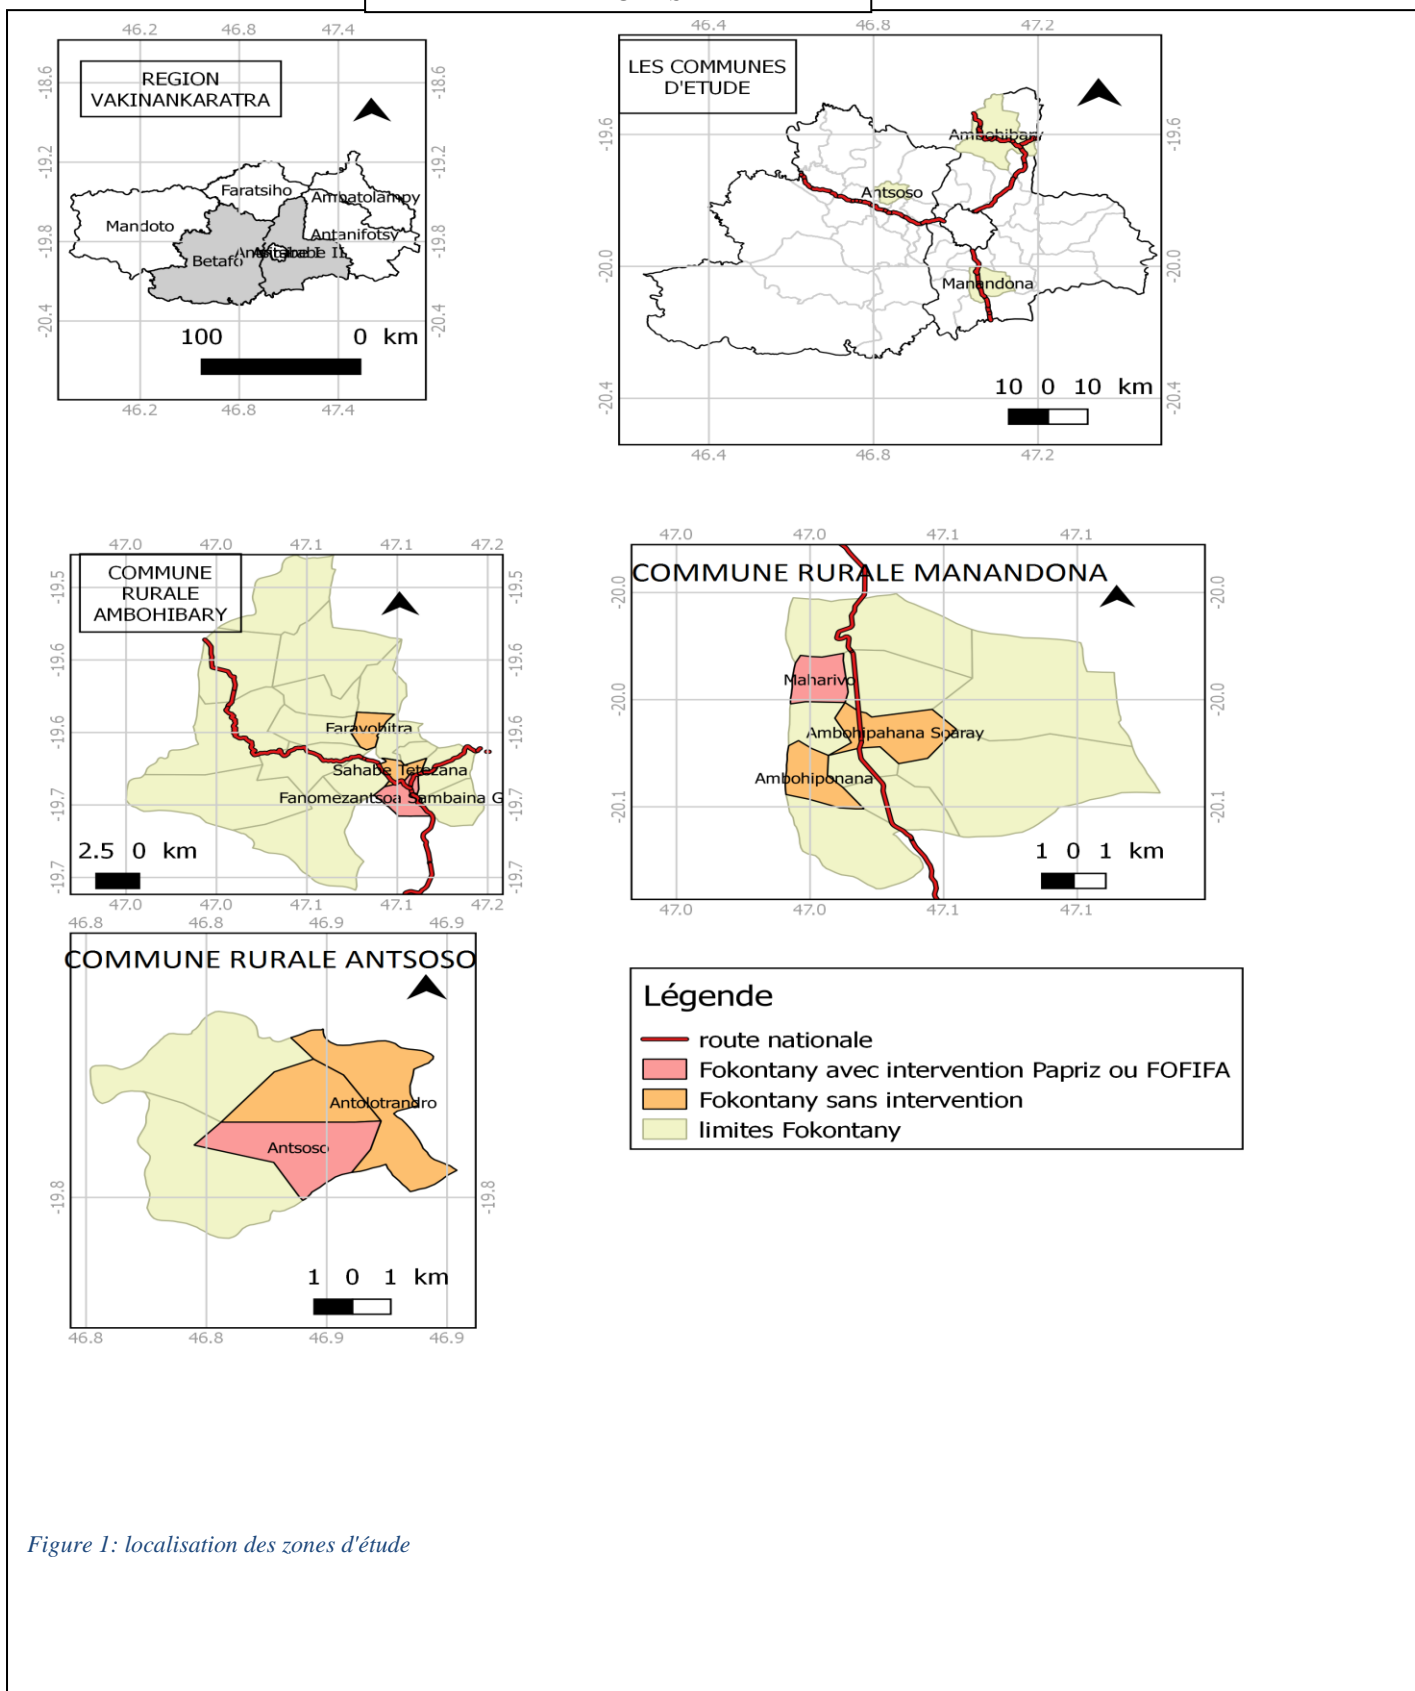 46.2 46.8 47.4
REGION
VAKINANKARATRA
-18.6 -18.6
-19.2 -19.2
Faratsiho
Ambatolampy
Mandoto
Antanifotsy
-19.8 -19.8
Betafo
-20.4 -20.4
100 0 km
46.2 46.8 47.4
46.4 46.8 47.2
LES COMMUNES
D'ETUDE
-19.6 Ambohibary -19.6
Antsoso
-20.0 -20.0
Manandona
10 0 10 km
-20.4 -20.4
46.4 46.8 47.2
47.0 47.0 47.1 47.1 47.2
COMMUNE
RURALE
AMBOHIBARY
-19.5 -19.5
-19.6 -19.6
-19.6 Faravohitra -19.6
Sahabe Tetezana
Fanomezantsoa Sambaina G
-19.7 -19.7
2.5 0 km
-19.7 -19.7
47.0 47.0 47.1 47.1 47.2
47.0 47.0 47.1 47.1
COMMUNE RURALE MANANDONA
-20.0 -20.0
Maharivo
-20.0 -20.0
Ambohipahana Soaray
Ambohiponana
-20.1 -20.1
1 0 1 km
47.0 47.0 47.1 47.1
46.8 46.8 46.9 46.9
COMMUNE RURALE ANTSOSO
Antolotrandro
Antsoso
-19.8 -19.8
1 0 1 km
46.8 46.8 46.9 46.9
Légende
route nationale
Fokontany avec intervention Papriz ou FOFIFA
Fokontany sans intervention
limites Fokontany
Figure 1: localisation des zones d'étude